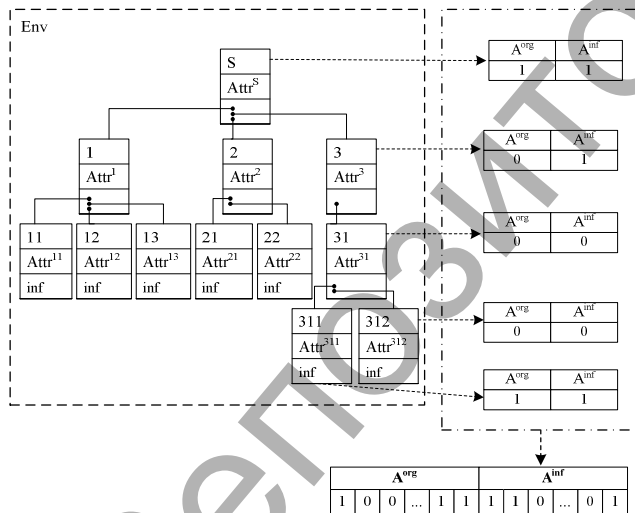 Env
S
Attr^S
1
Attr^1
2
Attr^2
3
Attr^3
11
Attr^11
inf
12
Attr^12
inf
13
Attr^13
inf
21
Attr^21
inf
22
Attr^22
inf
31
Attr^31
311
Attr^311
inf
312
Attr^312
inf
A^org A^inf
1 1
A^org A^inf
0 1
A^org A^inf
0 0
A^org A^inf
0 0
A^org A^inf
1 1
A^org A^inf
1 0 0 ... 1 1 1 1 0 ... 0 1